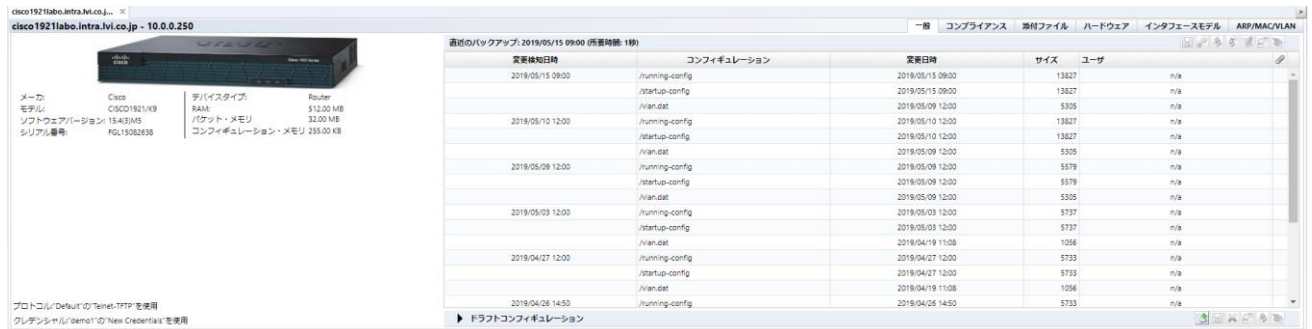 cisco1921labo.intra.lvi.co.j...
cisco1921labo.intra.lvi.co.jp - 10.0.0.250
一般 コンプライアンス 添付ファイル ハードウェア インタフェースモデル ARP/MAC/VLAN
直近のバックアップ: 2019/05/15 09:00 (所要時間: 1秒)
cisco
メーカ: Cisco デバイスタイプ: Router
モデル: CISCO1921/K9 RAM: 512.00 MB
ソフトウェアバージョン: 15.4(3)M5 パケット・メモリ 32.00 MB
シリアル番号: FGL15082638 コンフィギュレーション・メモリ 255.00 KB
プロトコル"Default"の"Telnet-TFTP"を使用
クレデンシャル"demo1"の"New Credentials"を使用
変更検知日時 コンフィギュレーション 変更日時 サイズ ユーザ
2019/05/15 09:00 /running-config 2019/05/15 09:00 13827 n/a
/startup-config 2019/05/15 09:00 13827 n/a
/vlan.dat 2019/05/09 12:00 5305 n/a
2019/05/10 12:00 /running-config 2019/05/10 12:00 13827 n/a
/startup-config 2019/05/10 12:00 13827 n/a
/vlan.dat 2019/05/09 12:00 5305 n/a
2019/05/09 12:00 /running-config 2019/05/09 12:00 5579 n/a
/startup-config 2019/05/09 12:00 5579 n/a
/vlan.dat 2019/05/09 12:00 5305 n/a
2019/05/03 12:00 /running-config 2019/05/03 12:00 5737 n/a
/startup-config 2019/05/03 12:00 5737 n/a
/vlan.dat 2019/04/19 11:08 1056 n/a
2019/04/27 12:00 /running-config 2019/04/27 12:00 5733 n/a
/startup-config 2019/04/27 12:00 5733 n/a
/vlan.dat 2019/04/19 11:08 1056 n/a
2019/04/26 14:50 /running-config 2019/04/26 14:50 5733 n/a
ドラフトコンフィギュレーション